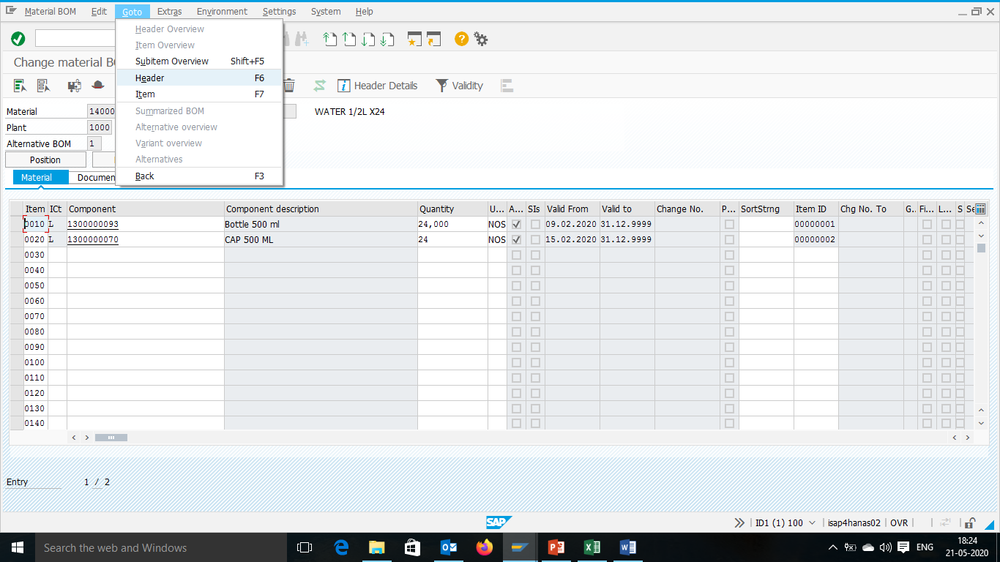 Material BOM Edit Goto Extras Environment Settings System Help
Header Overview
Item Overview
Subitem Overview Shift+F5
Change material BO
Header F6
Header Details Validity
Item F7
Material 14000 WATER 1/2L X24
Summarized BOM
Plant 1000 Alternative overview
Alternative BOM 1 Variant overview
Position Alternatives
Material Documen Back F3
Item ICt Component Component description Quantity U... A... SIs Valid From Valid to Change No. P... SortStrng Item ID Chg No. To G.. Fi... L... S Se
0010 L 1300000093 Bottle 500 ml 24,000 NOS 09.02.2020 31.12.9999 00000001
0020 L 1300000070 CAP 500 ML 24 NOS 15.02.2020 31.12.9999 00000002
0030
0040
0050
0060
0070
0080
0090
0100
0110
0120
0130
0140
Entry 1 / 2
SAP ID1 (1) 100 isap4hanas02 OVR
Search the web and Windows ENG 18:24
21-05-2020